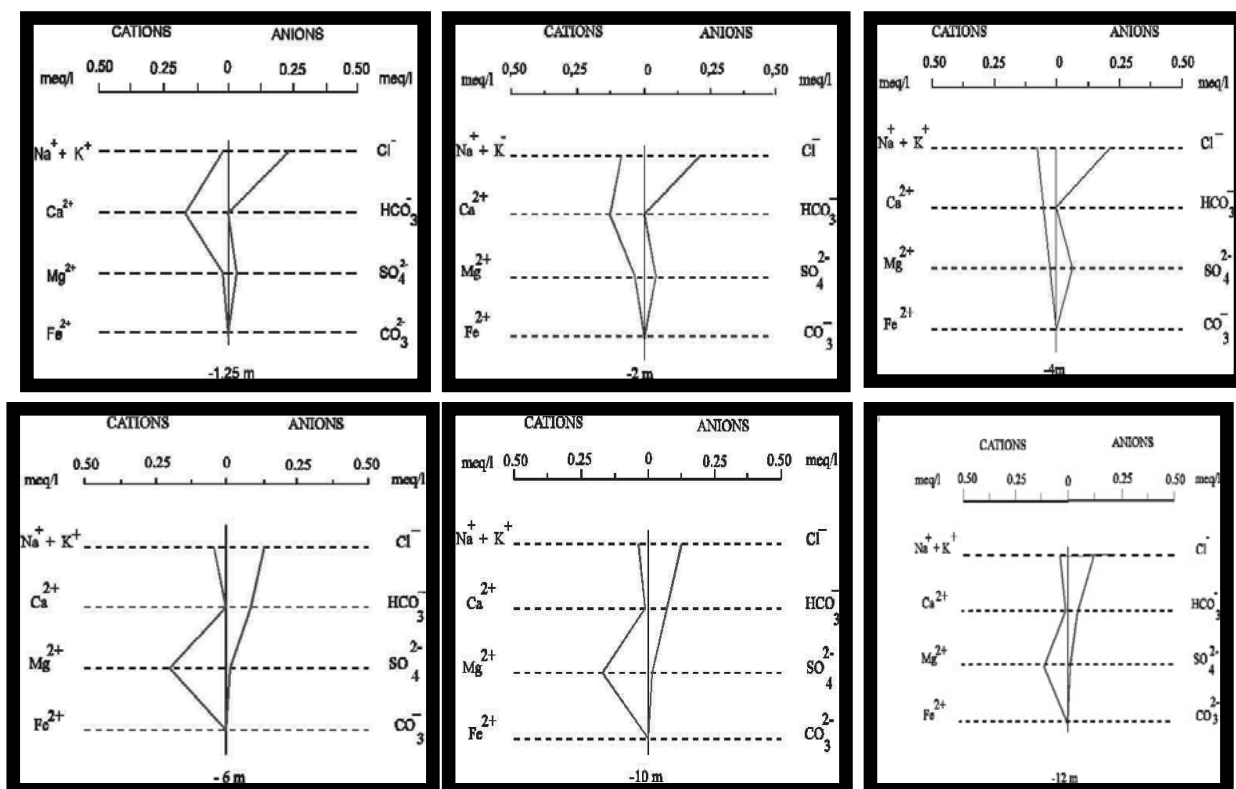 CATIONS ANIONS
meq/l 0.50 0.25 0 0.25 0.50 meq/l
Na+ + K+ Cl-
Ca2+ HCO3-
Mg2+ SO42-
Fe2+ CO32-
-1.25 m
CATIONS ANIONS
meq/l 0.50 0,25 0 0,25 0,50 meq/l
Na+ + K- Cl-
Ca2+ HCO3-
Mg2+ SO42-
Fe2+ CO3-
-2 m
CATIONS ANIONS
meq/l 0.50 0.25 0 0.25 0.50 meq/l
Na+ + K+ Cl-
Ca2+ HCO3-
Mg2+ SO42-
Fe2+ CO3-
-4m
CATIONS ANIONS
meq/l 0.50 0.25 0 0.25 0.50 meq/l
Na+ + K+ Cl-
Ca2+ HCO3-
Mg2+ SO42-
Fe2+ CO3-
- 6 m
CATIONS ANIONS
meq/l 0.50 0.25 0 0.25 0.50 meq/l
Na+ + K+ Cl-
Ca2+ HCO3-
Mg2+ SO42-
Fe2+ CO32-
-10 m
CATIONS ANIONS
meq/l 0.50 0.25 0 0.25 0.50 meq/l
Na+ + K+ Cl-
Ca2+ HCO3-
Mg2+ SO42-
Fe2+ CO32-
-12 m